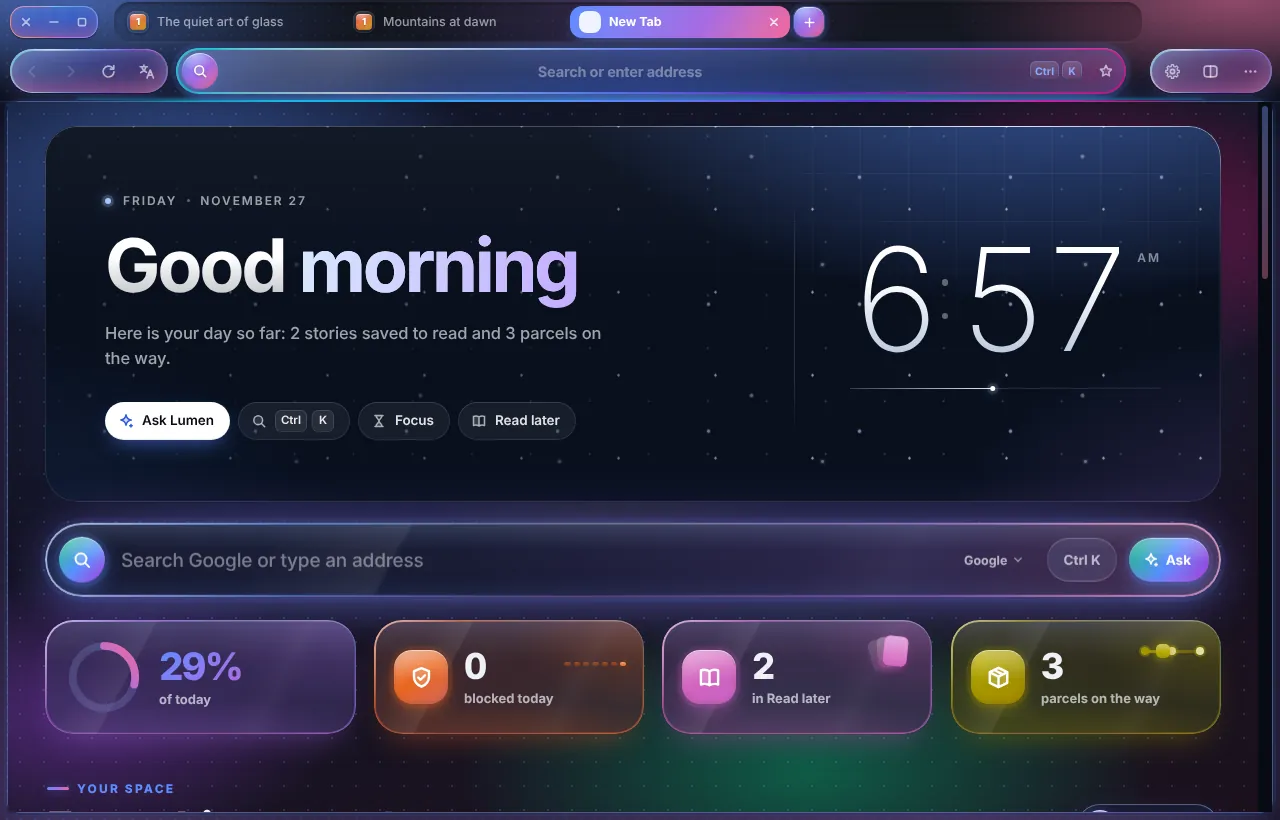 1 The quiet art of glass
1 Mountains at dawn
New Tab
Search or enter address
Ctrl K
FRIDAY • NOVEMBER 27
Good morning
Here is your day so far: 2 stories saved to read and 3 parcels on
the way.
6:57 AM
Ask Lumen
Ctrl K
Focus
Read later
Search Google or type an address
Google
Ctrl K
Ask
29%
of today
0
blocked today
2
in Read later
3
parcels on the way
YOUR SPACE